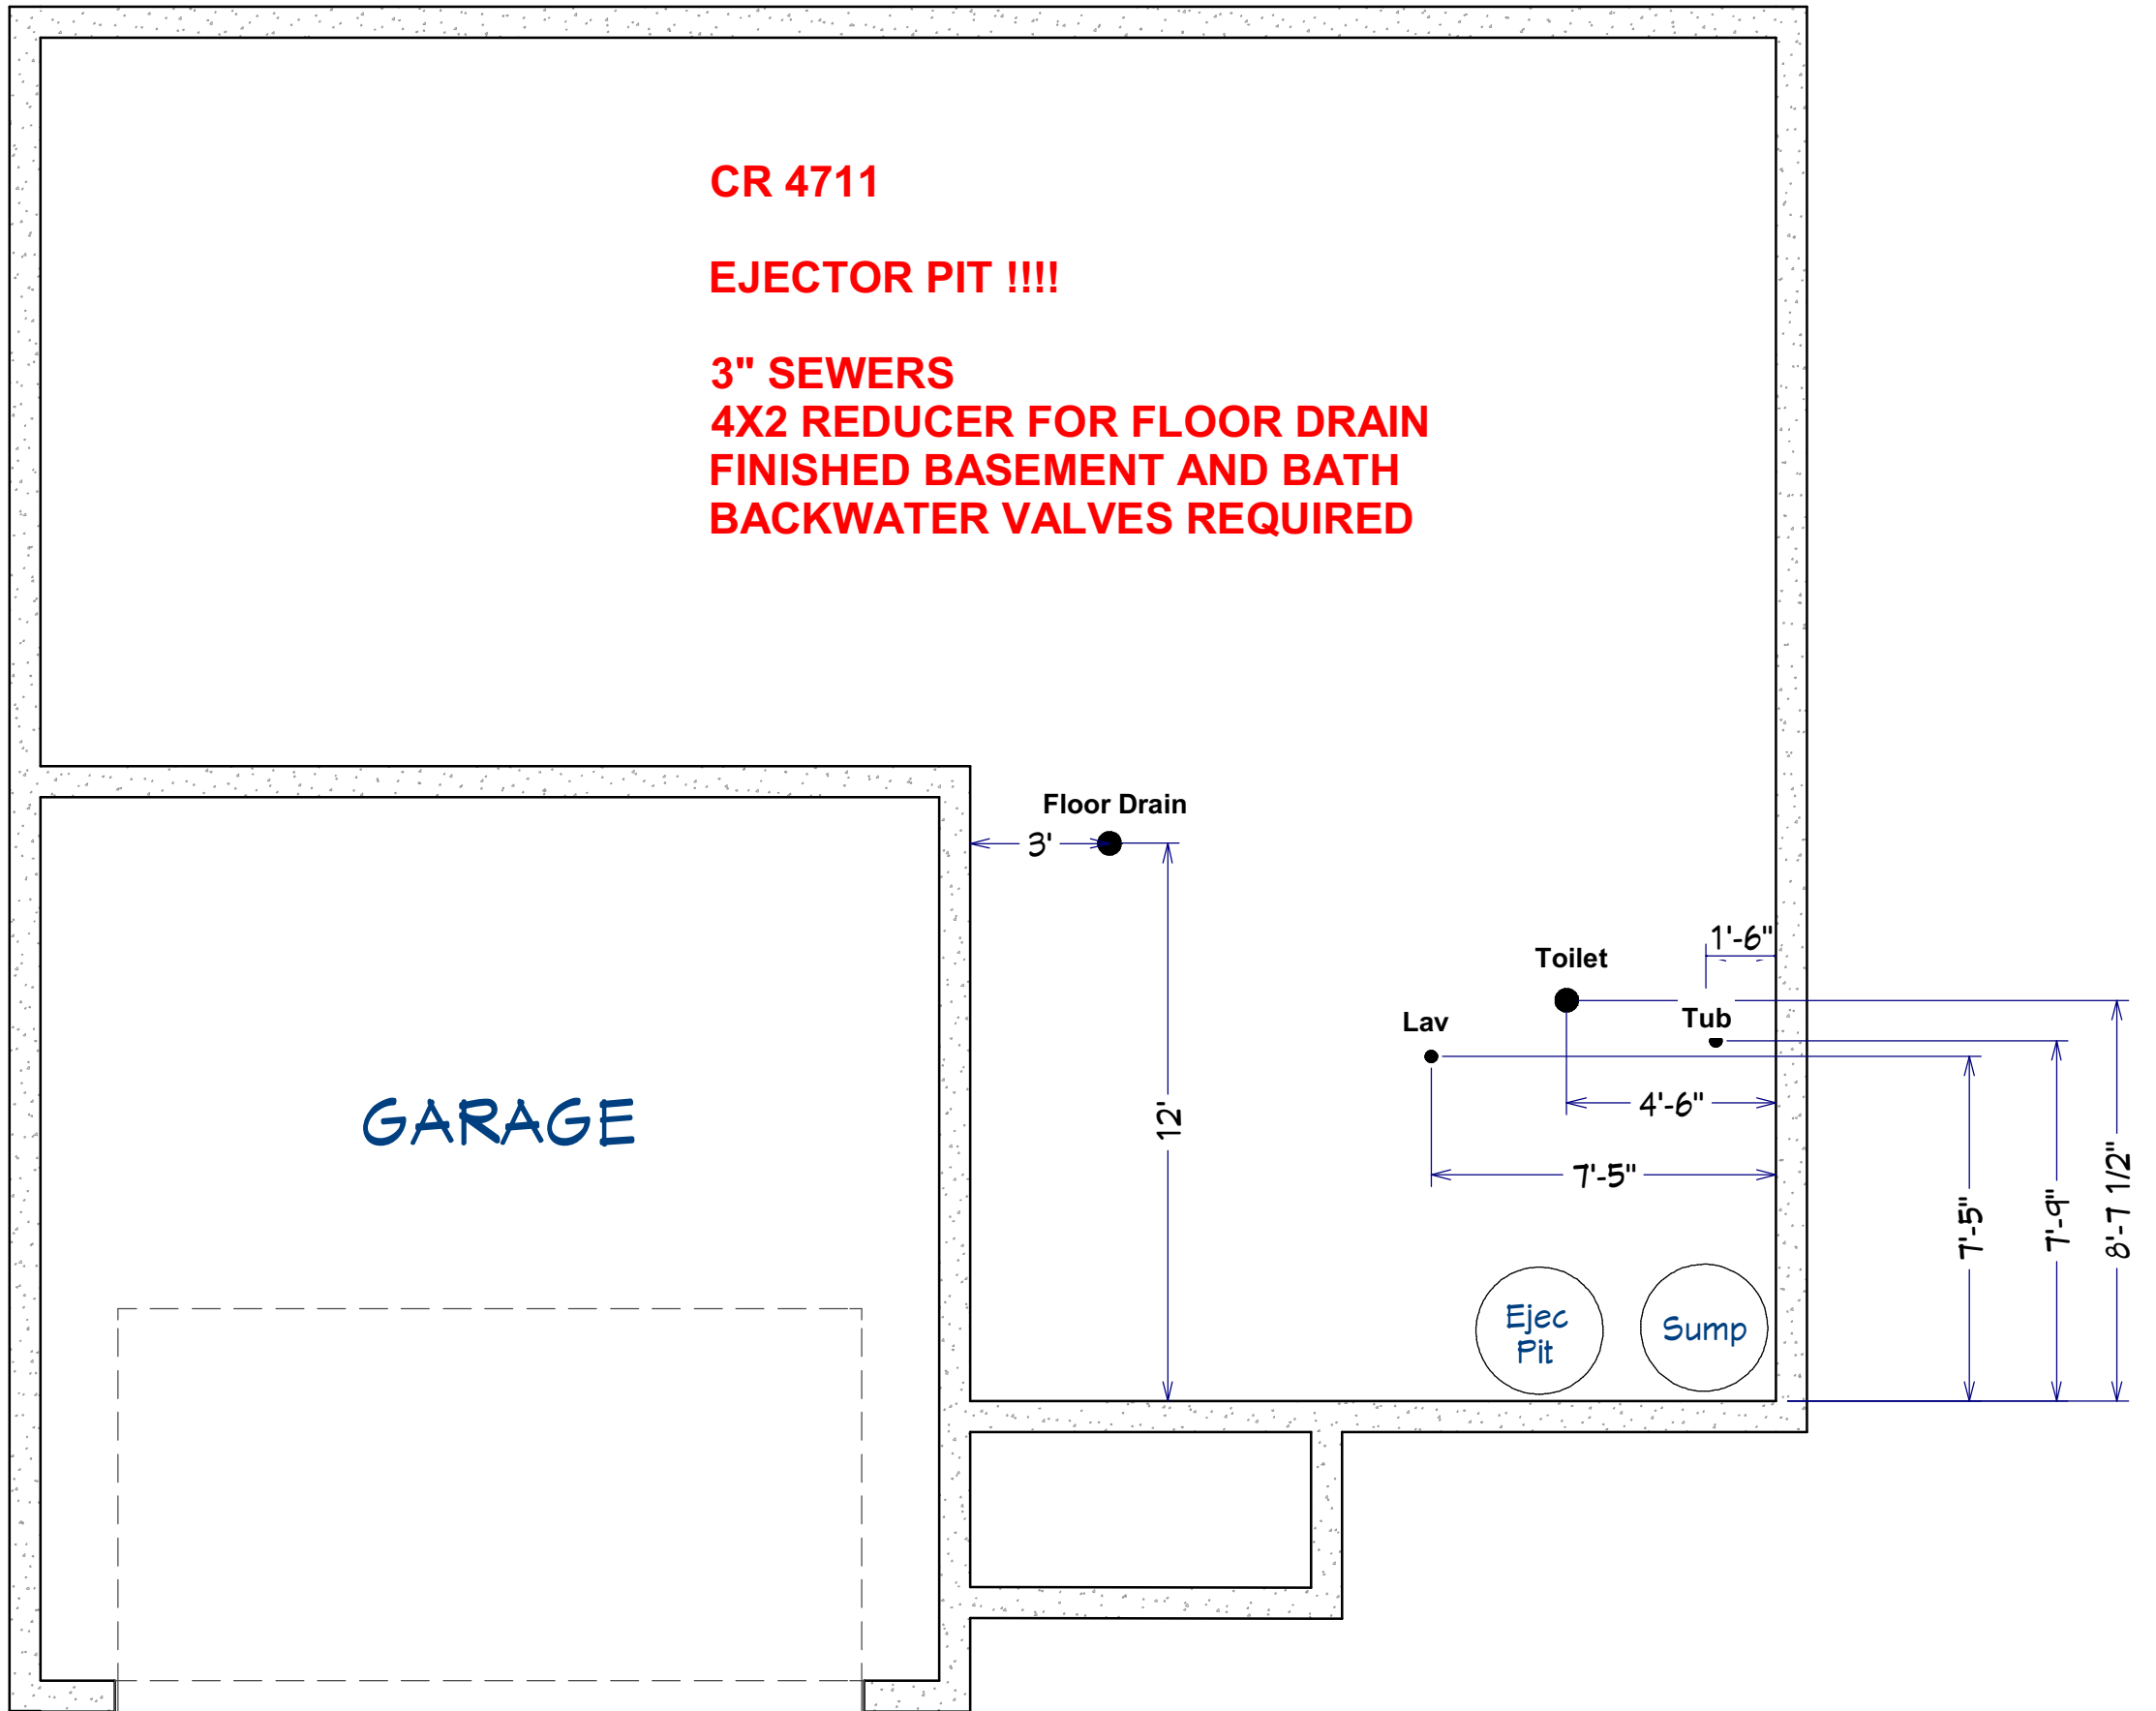 CR 4711
EJECTOR PIT !!!!
3" SEWERS
4X2 REDUCER FOR FLOOR DRAIN
FINISHED BASEMENT AND BATH
BACKWATER VALVES REQUIRED
Floor Drain
3'
12'
1'-6"
Toilet
Tub
Lav
4'-6"
7'-5"
7'-5"
7'-9"
8'-7 1/2"
GARAGE
Ejec
Pit
Sump